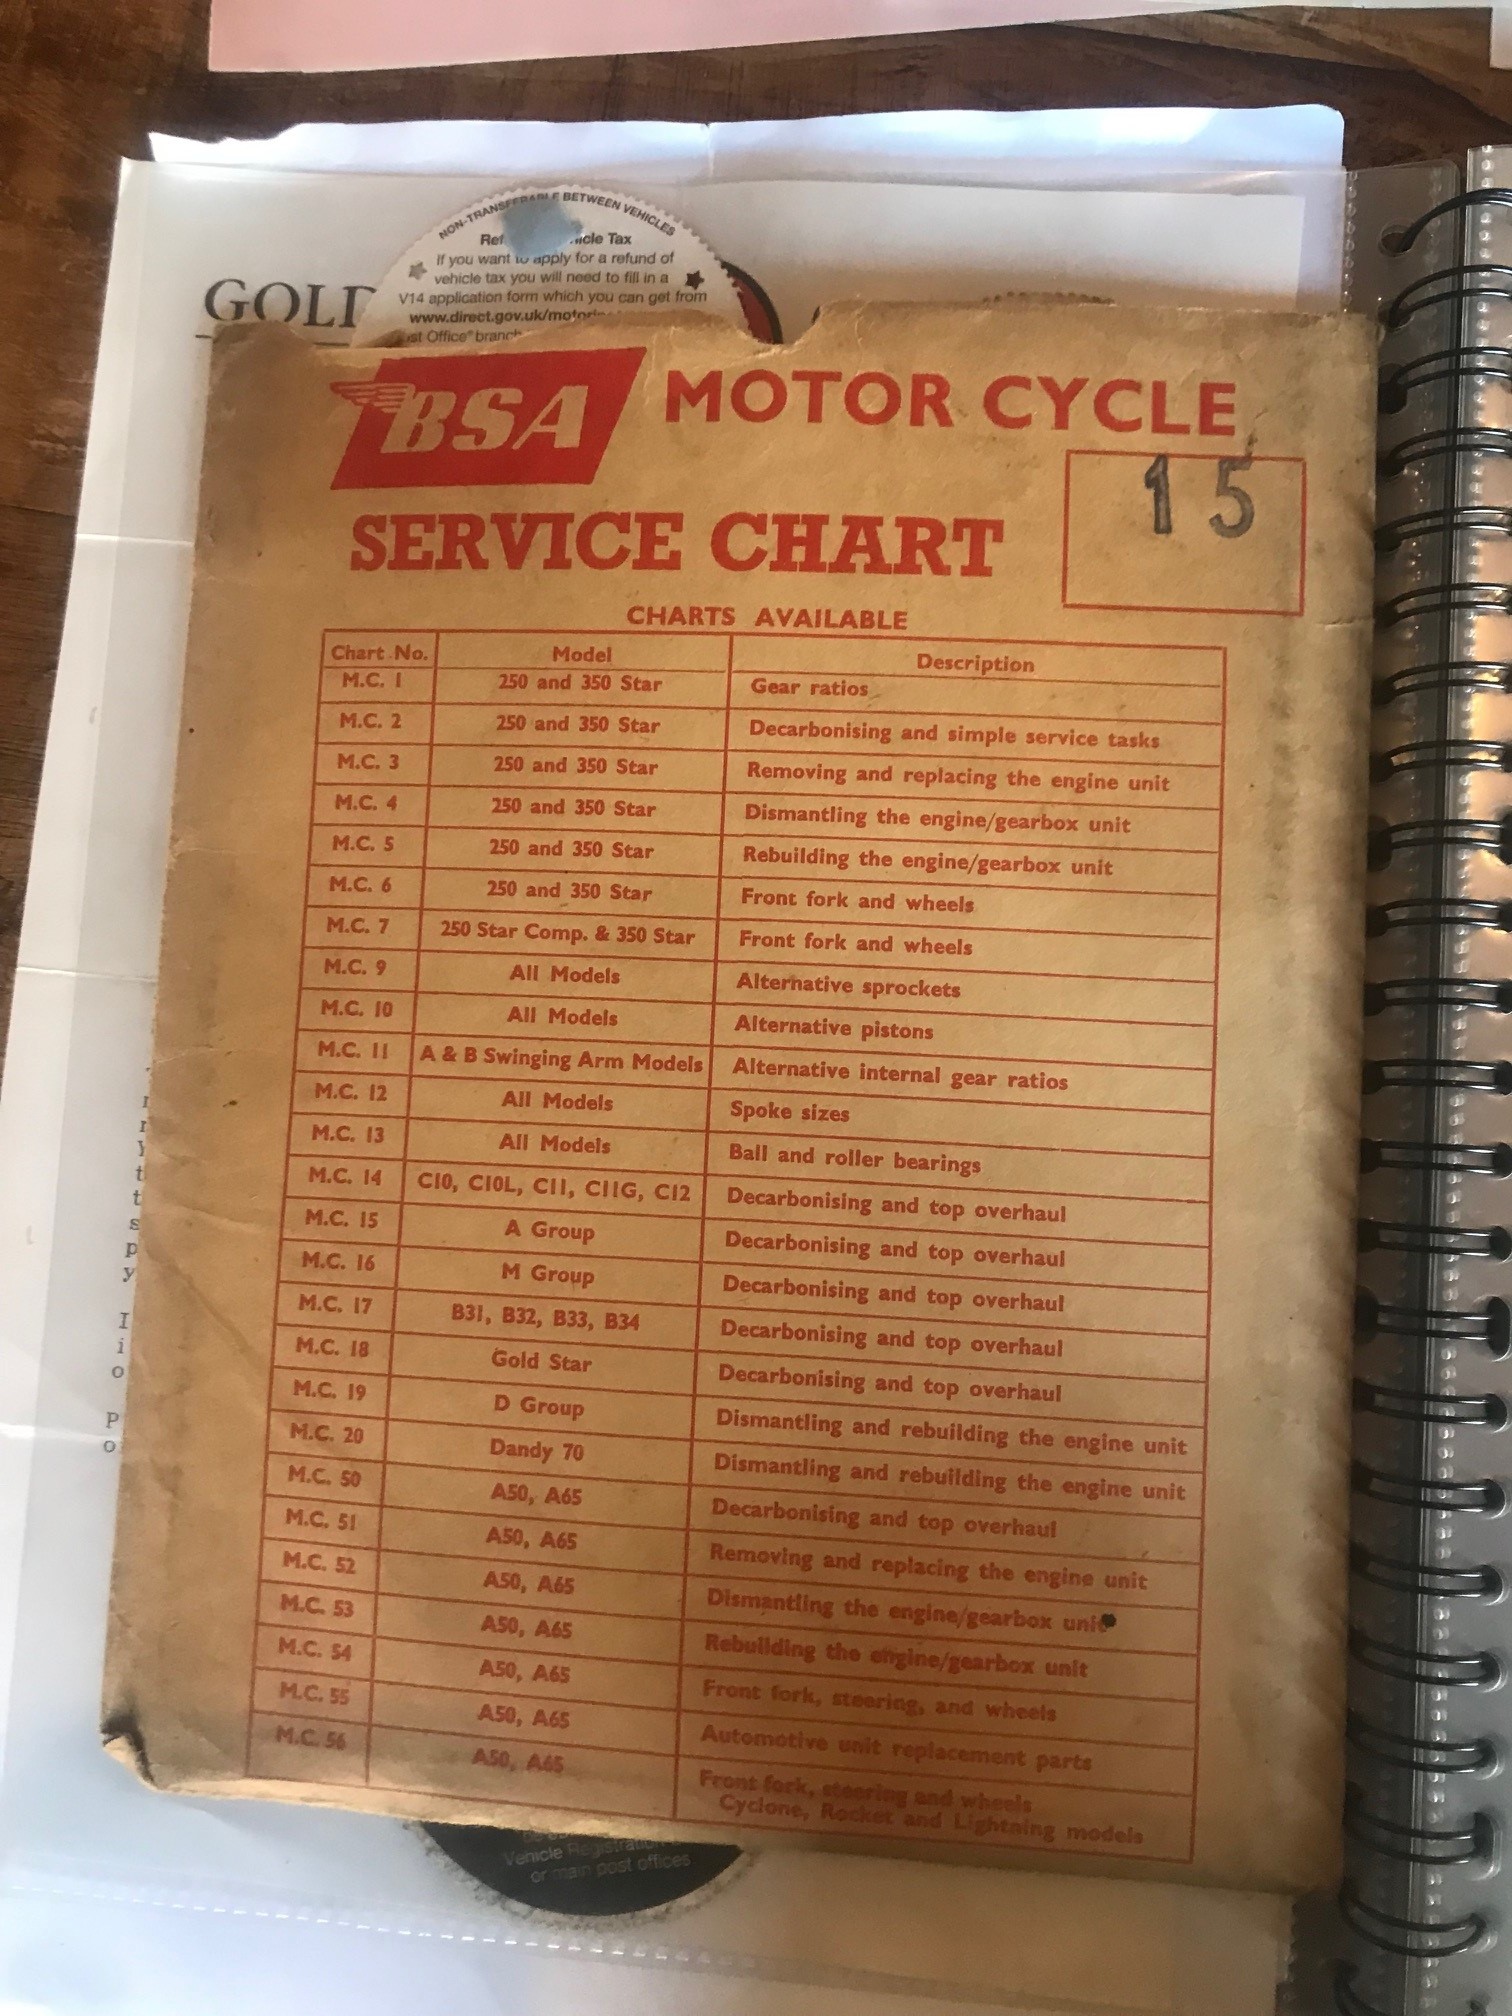 NON-TRANSFERABLE BETWEEN VEHICLES
Tax
If you want to apply for a refund of
vehicle tax you will need to fill in a
V14 application form which you can get from
www.direct.gov.uk/motor
Office® branch
GOLD
BSA MOTOR CYCLE
15
SERVICE CHART
CHARTS AVAILABLE
Chart No. Model Description
M.C. 1 250 and 350 Star Gear ratios
M.C. 2 250 and 350 Star Decarbonising and simple service tasks
M.C. 3 250 and 350 Star Removing and replacing the engine unit
M.C. 4 250 and 350 Star Dismantling the engine/gearbox unit
M.C. 5 250 and 350 Star Rebuilding the engine/gearbox unit
M.C. 6 250 and 350 Star Front fork and wheels
M.C. 7 250 Star Comp. & 350 Star Front fork and wheels
M.C. 9 All Models Alternative sprockets
M.C. 10 All Models Alternative pistons
M.C. 11 A & B Swinging Arm Models Alternative internal gear ratios
M.C. 12 All Models Spoke sizes
M.C. 13 All Models Ball and roller bearings
M.C. 14 C10, C10L, C11, C11G, C12 Decarbonising and top overhaul
M.C. 15 A Group Decarbonising and top overhaul
M.C. 16 M Group Decarbonising and top overhaul
M.C. 17 B31, B32, B33, B34 Decarbonising and top overhaul
M.C. 18 Gold Star Decarbonising and top overhaul
M.C. 19 D Group Dismantling and rebuilding the engine unit
M.C. 20 Dandy 70 Dismantling and rebuilding the engine unit
M.C. 50 A50, A65 Decarbonising and top overhaul
M.C. 51 A50, A65 Removing and replacing the engine unit
M.C. 52 A50, A65 Dismantling the engine/gearbox unit
M.C. 53 A50, A65 Rebuilding the engine/gearbox unit
M.C. 54 A50, A65 Front fork, steering, and wheels
M.C. 55 A50, A65 Automotive unit replacement parts
M.C. 56 A50, A65 Front fork, steering and wheels
Cyclone, Rocket and Lightning models
Vehicle Registration
or main post offices